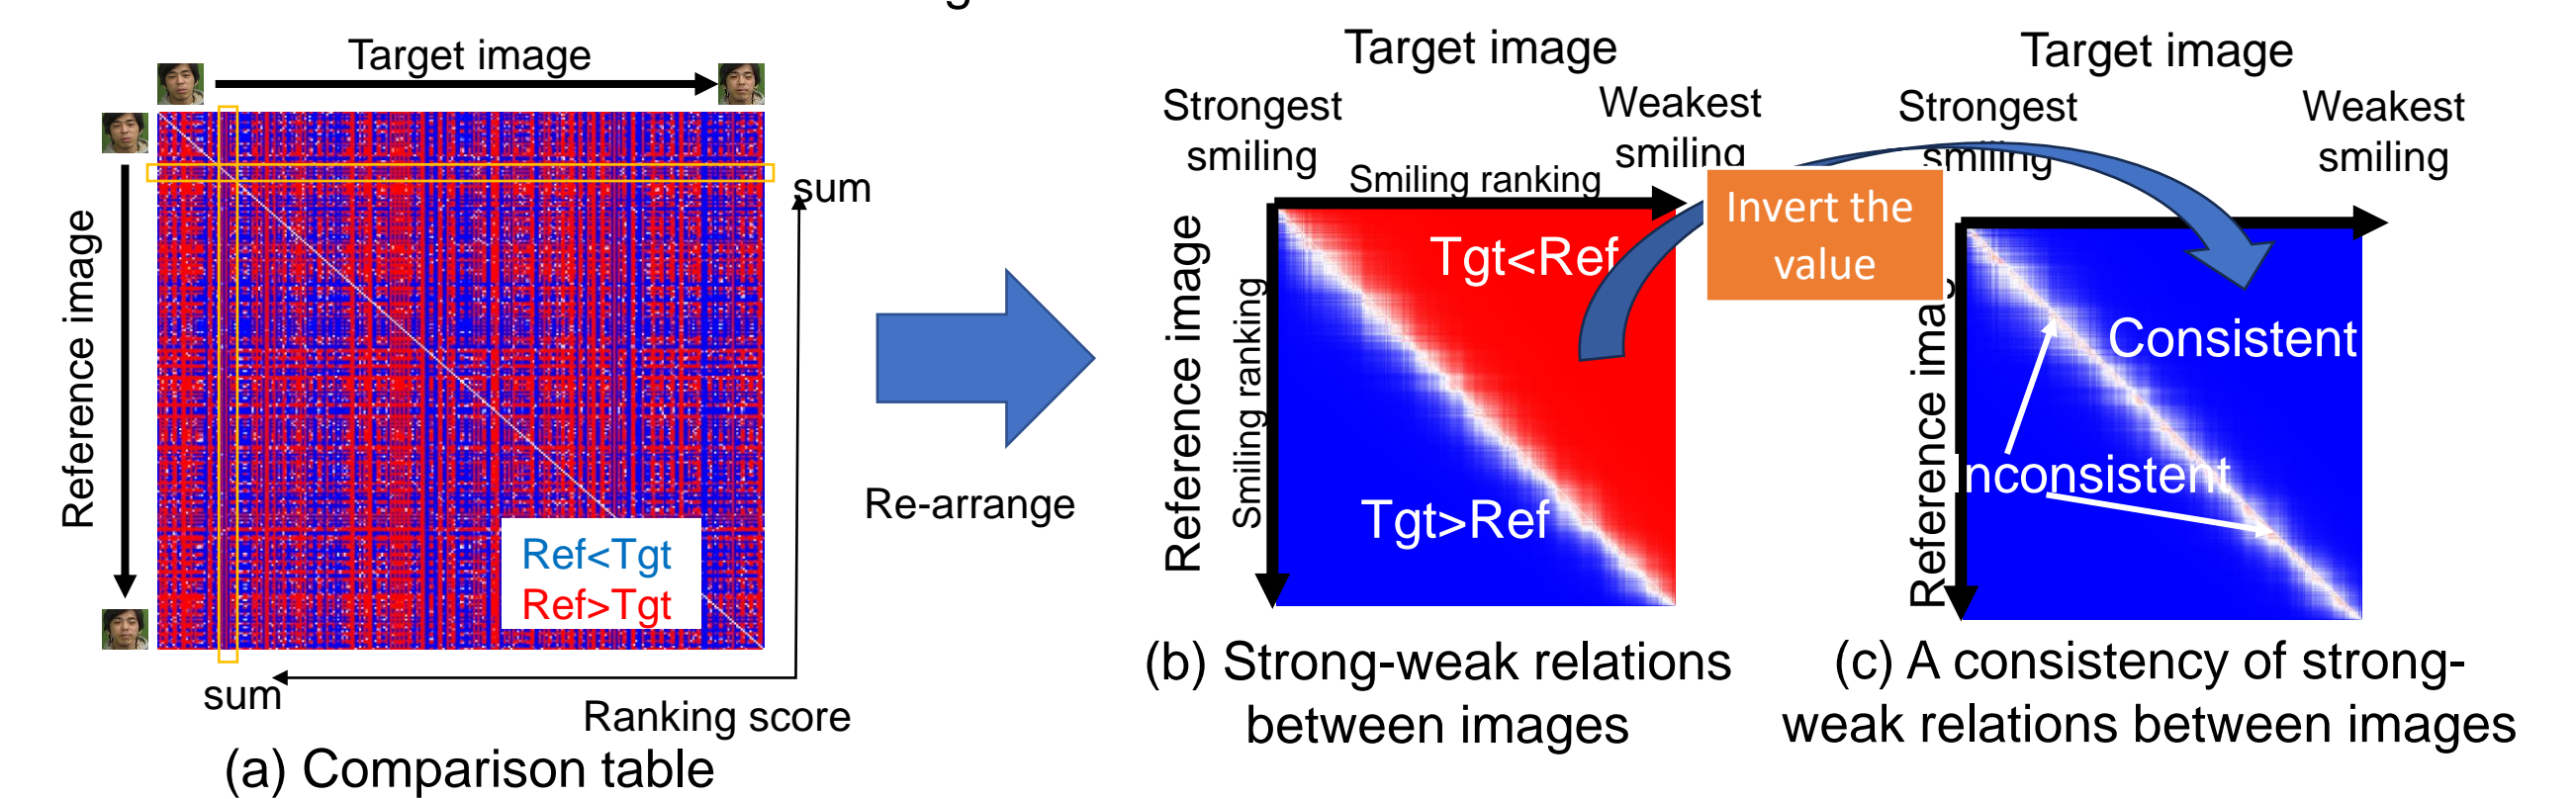 g
Target image
Reference image
sum
Ref<Tgt
Ref>Tgt
sum
Ranking score
(a) Comparison table
Re-arrange
Target image
Strongest
smiling
Weakest
smiling
Smiling ranking
Reference image
Smiling ranking
Tgt<Ref
Tgt>Ref
(b) Strong-weak relations
between images
Invert the
value
Target image
Strongest
smiling
Weakest
smiling
Reference imag
Consistent
Inconsistent
(c) A consistency of strong-
weak relations between images